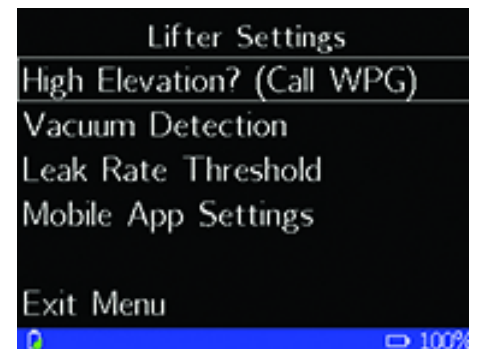 Lifter Settings
High Elevation? (Call WPG)
Vacuum Detection
Leak Rate Threshold
Mobile App Settings
Exit Menu
100%